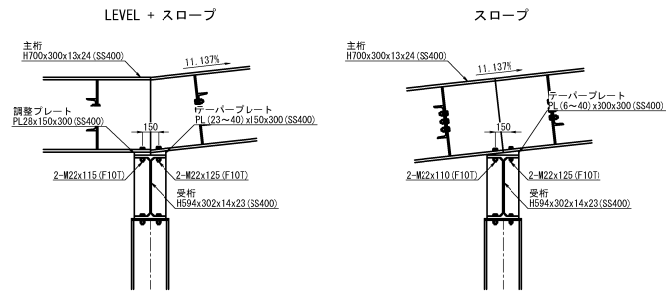 LEVEL + スロープ
主桁
H700x300x13x24(SS400)
11.137%
調整プレート
PL28x150x300(SS400)
テーパープレート
PL(23～40)x150x300(SS400)
150
2-M22x115(F10T)
2-M22x125(F10T)
受桁
H594x302x14x23(SS400)
スロープ
主桁
H700x300x13x24(SS400)
11.137%
テーパープレート
PL(6～40)x300x300(SS400)
150
2-M22x110(F10T)
2-M22x125(F10T)
受桁
H594x302x14x23(SS400)